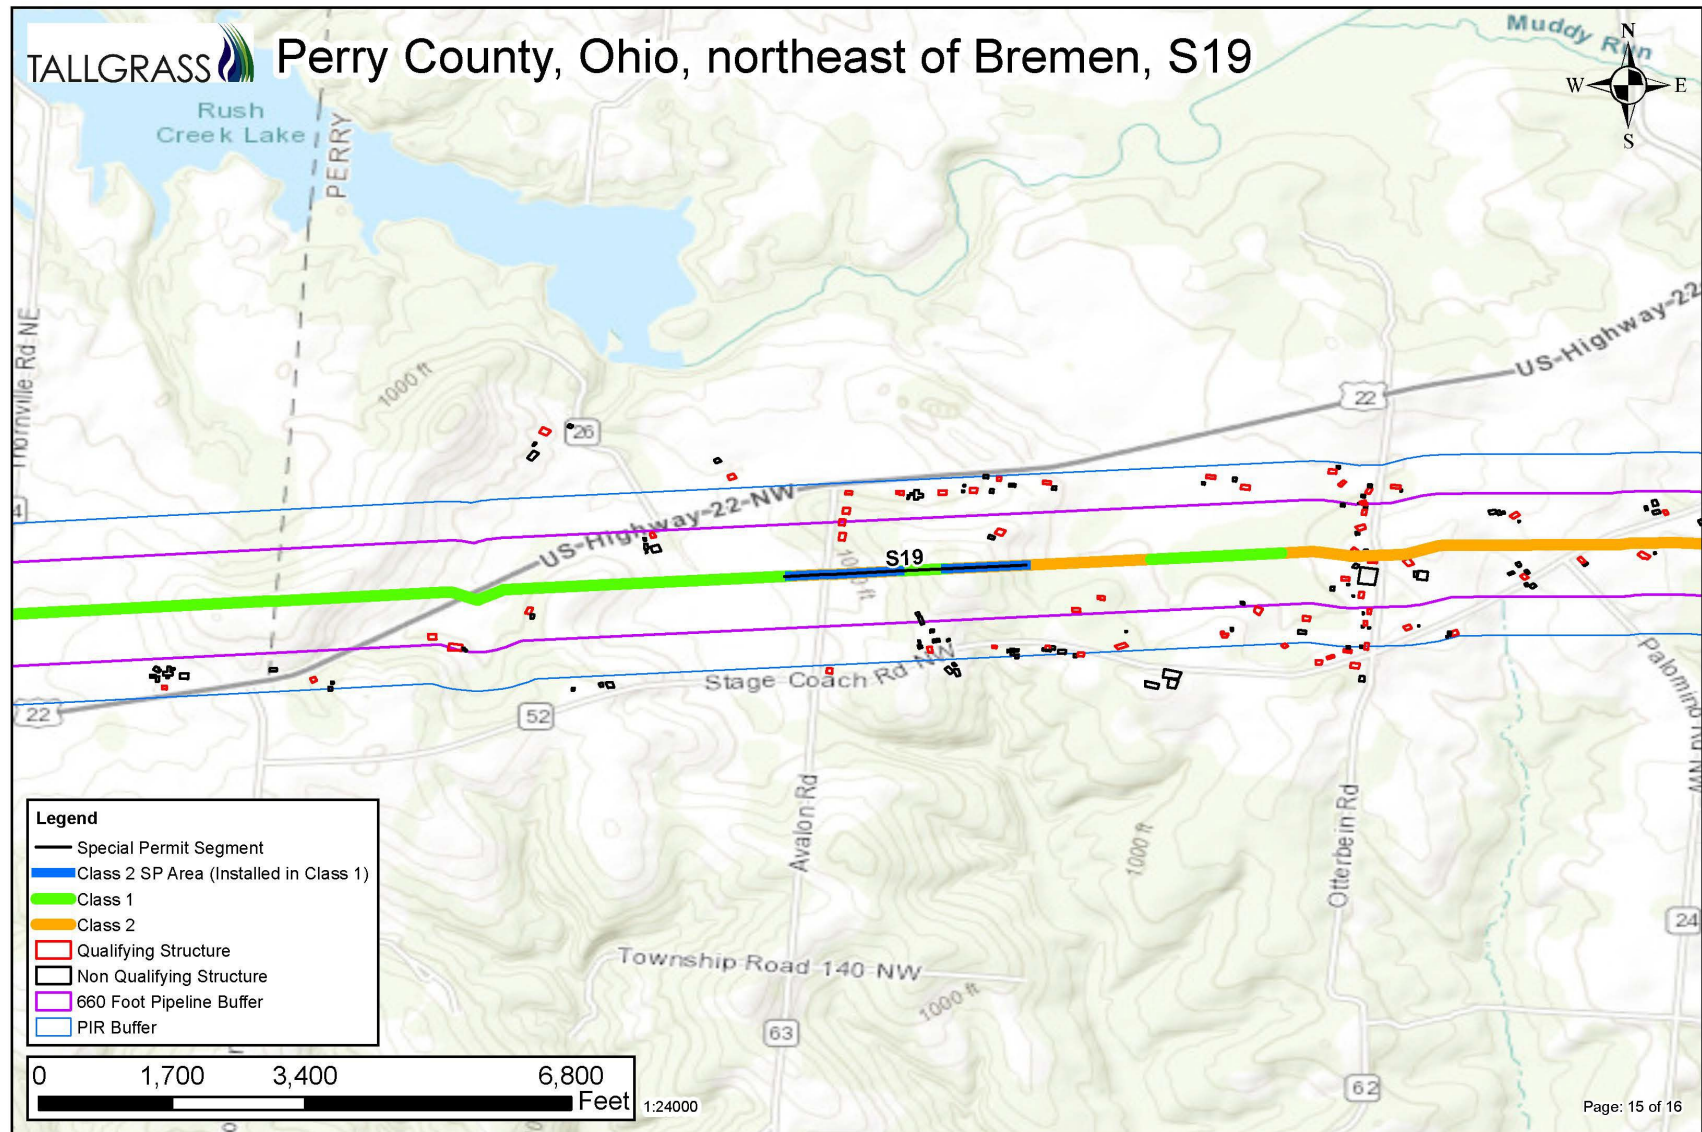 TALLGRASS
Perry County, Ohio, northeast of Bremen, S19
Muddy Run
N
W E
S
Rush
Creek Lake
PERRY
Thornville Rd NE
1000 ft
26
US-Highway-22
22
4
US-Highway-22-NW
S19
1000 ft
Stage Coach Rd NW
22
52
Palomino
Avalon Rd
Otterbein Rd
1000 ft
24
Township Road 140 NW
1000 ft
63
62
Legend
Special Permit Segment
Class 2 SP Area (Installed in Class 1)
Class 1
Class 2
Qualifying Structure
Non Qualifying Structure
660 Foot Pipeline Buffer
PIR Buffer
0 1,700 3,400 6,800
Feet
1:24000
Page: 15 of 16